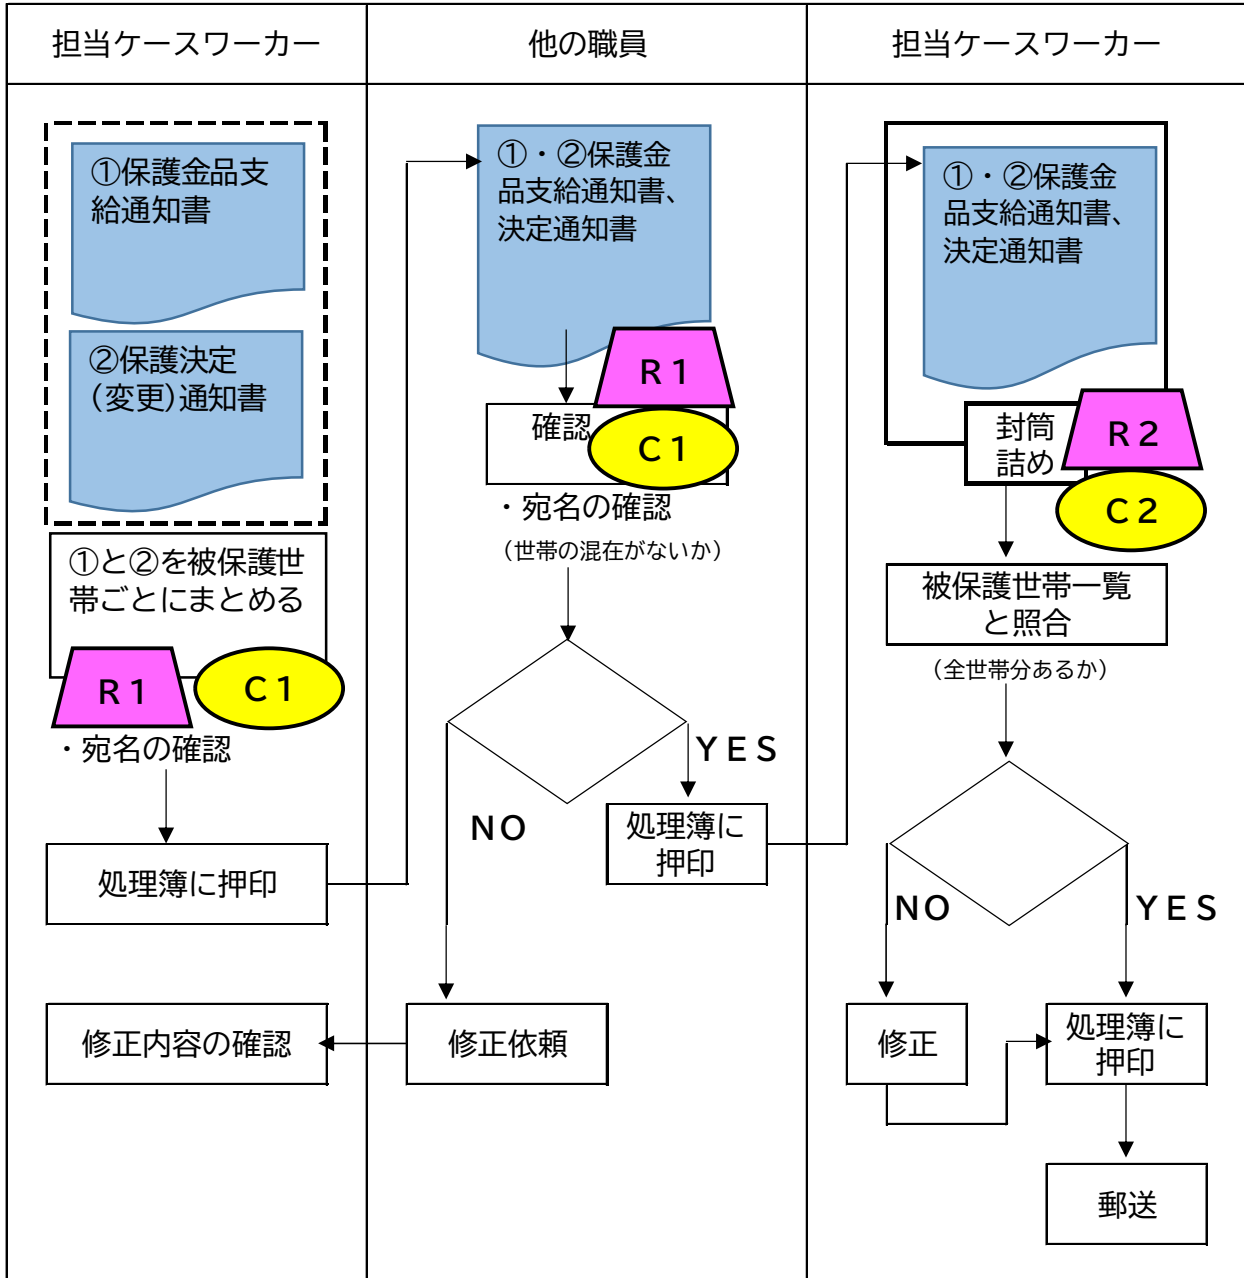 担当ケースワーカー
他の職員
担当ケースワーカー
①保護金品支
給通知書
②保護決定
(変更)通知書
①と②を被保護世
帯ごとにまとめる
R1
C1
・宛名の確認
処理簿に押印
修正内容の確認
①・②保護金
品支給通知書、
決定通知書
R1
確認
C1
・宛名の確認
(世帯の混在がないか)
YES
NO
処理簿に
押印
修正依頼
①・②保護金
品支給通知書、
決定通知書
封筒
詰め
R2
C2
被保護世帯一覧
と照合
(全世帯分あるか)
NO
YES
修正
処理簿に
押印
郵送